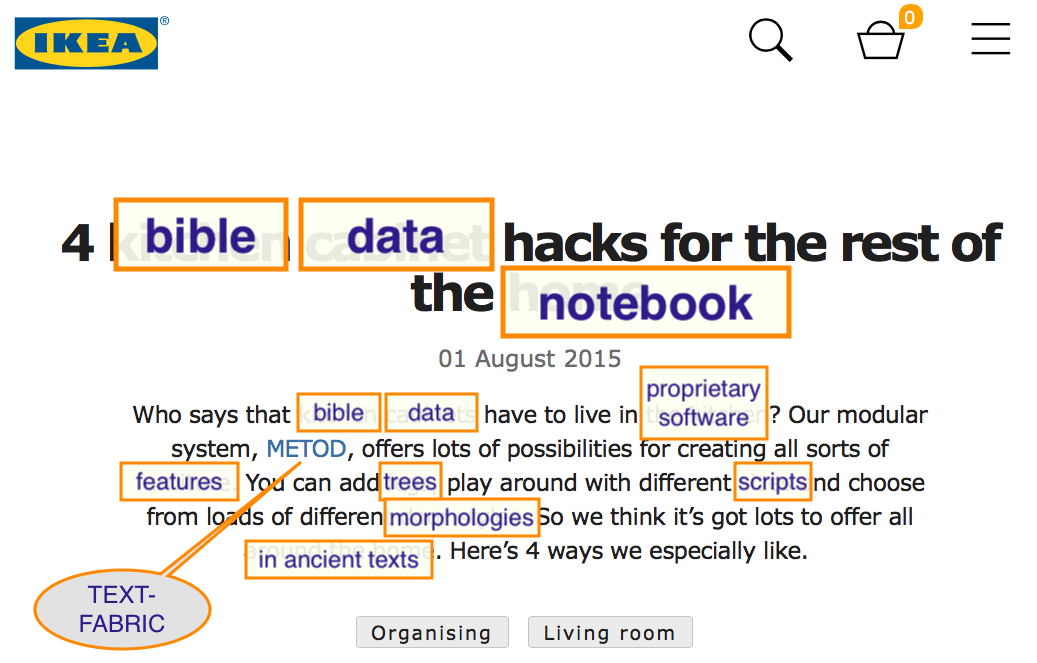 IKEA ®
0
4 bible data hacks for the rest of
the notebook
01 August 2015
Who says that bible data have to live in proprietary software? Our modular
system, METOD, offers lots of possibilities for creating all sorts of
features. You can add trees play around with different scripts nd choose
from loads of differen morphologies So we think it’s got lots to offer all
in ancient texts. Here’s 4 ways we especially like.
TEXT-
FABRIC
Organising Living room